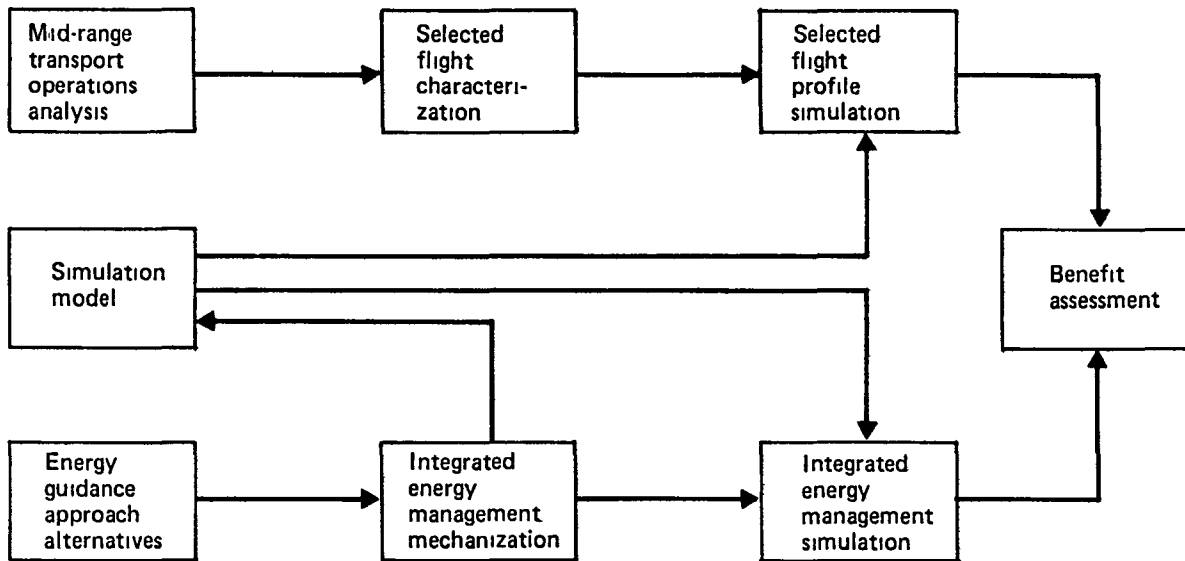 Mid-range
transport
operations
analysis
Selected
flight
characteri-
zation
Selected
flight
profile
simulation
Simulation
model
Benefit
assessment
Energy
guidance
approach
alternatives
Integrated
energy
management
mechanization
Integrated
energy
management
simulation